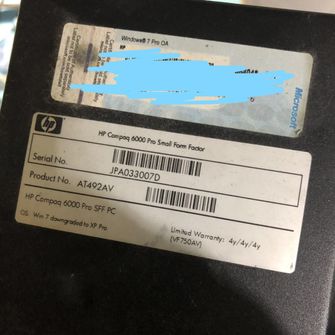 Windows® 7 Pro OA
Microsoft
hp
HP Compaq 6000 Pro Small Form Factor
Serial No.
JPA033007D
Product No. AT492AV
HP Compaq 6000 Pro SFF PC
OS: Win 7 downgraded to XP Pro
Limited Warranty: 4y/4y/4y
(VF750AV)